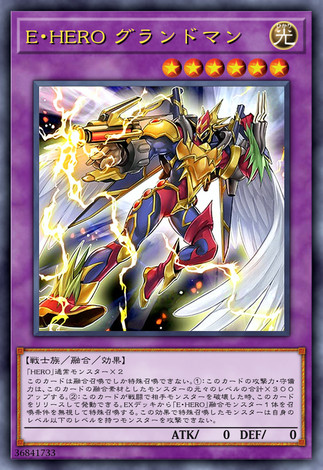 E・HERO グランドマン
光
【戦士族／融合／効果】
「HERO」通常モンスター×2
このカードは融合召喚でしか特殊召喚できない。①：このカードの攻撃力・守備
力は、このカードの融合素材としたモンスターの元々のレベルの合計×300
アップする。②：このカードが戦闘で相手モンスターを破壊した時、このカード
をリリースして発動できる。EXデッキから「E・HERO」融合モンスター1体を召
喚条件を無視して特殊召喚する。この効果で特殊召喚したモンスターは自身の
レベル以下のレベルを持つモンスターを攻撃できない。
ATK/ 0 DEF/ 0
36841733